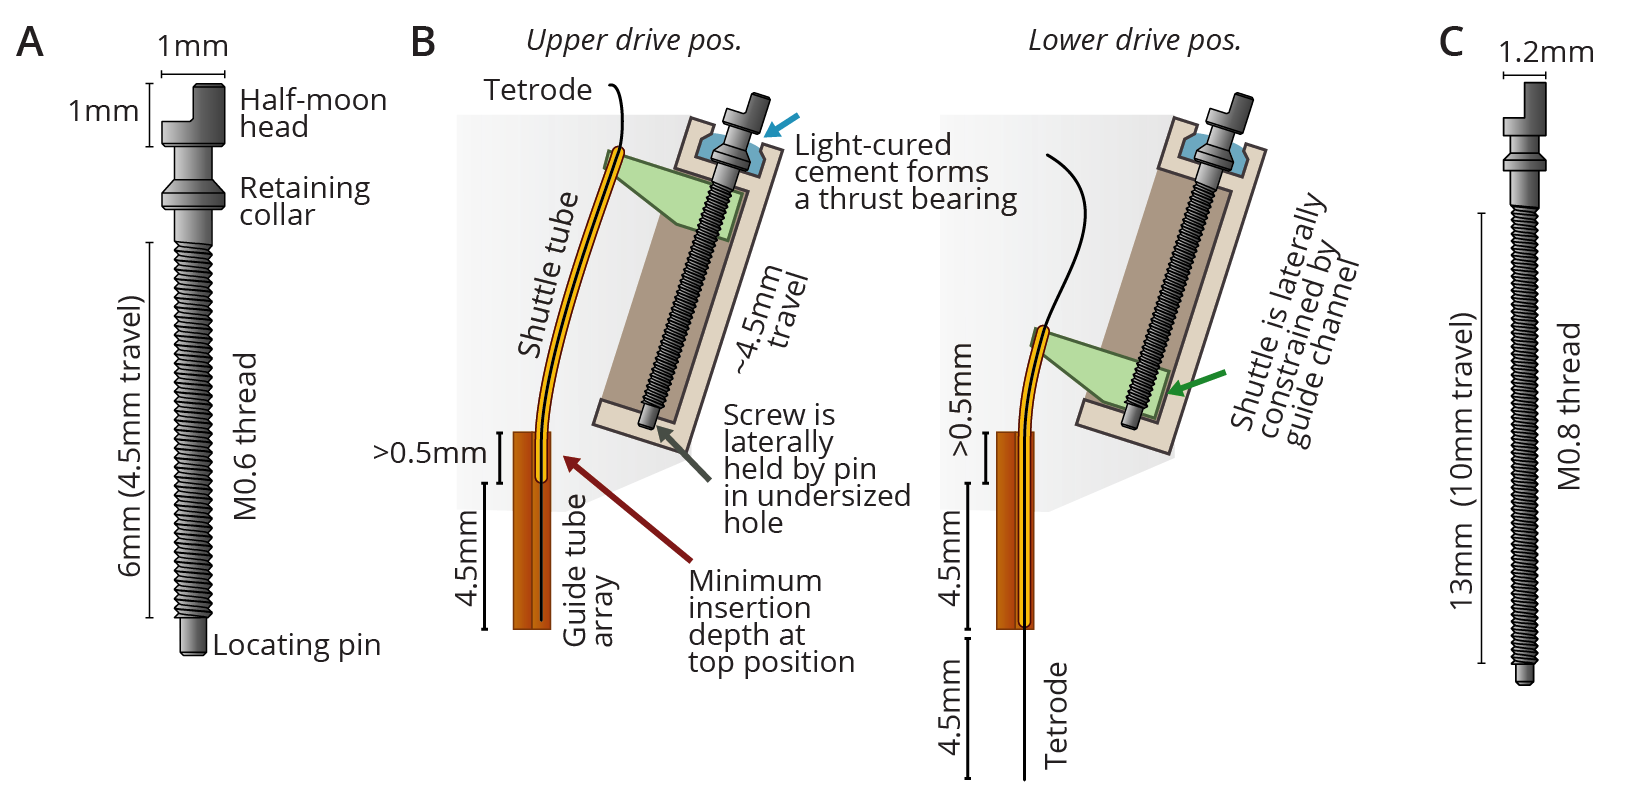 A
1mm
1mm
Half-moon
head
Retaining
collar
6mm (4.5mm travel)
M0.6 thread
Locating pin
B
Upper drive pos.
Tetrode
Shuttle tube
Light-cured
cement forms
a thrust bearing
~4.5mm
travel
>0.5mm
4.5mm
Guide tube
array
Screw is
laterally
held by pin
in undersized
hole
Minimum
insertion
depth at
top position
Lower drive pos.
Shuttle is laterally
constrained by
guide channel
>0.5mm
4.5mm
4.5mm
Tetrode
C
1.2mm
13mm (10mm travel)
M0.8 thread